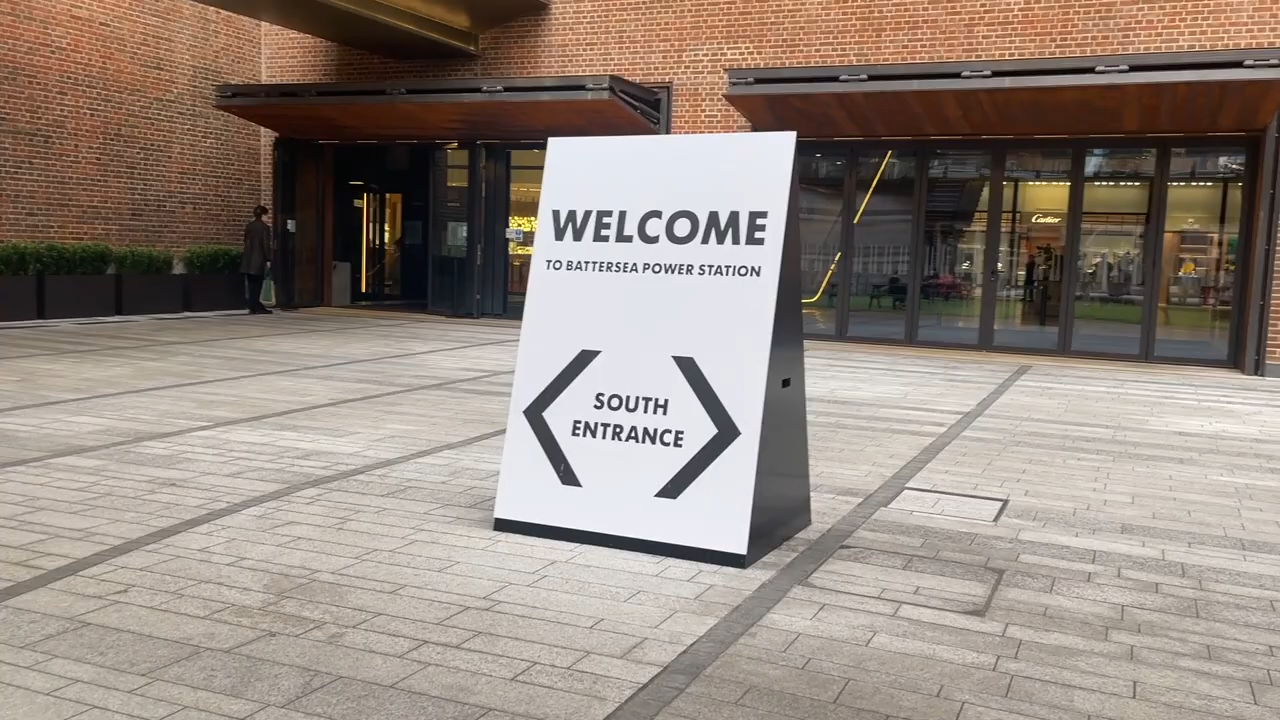 WELCOME
TO BATTERSEA POWER STATION
SOUTH
ENTRANCE
Cartier